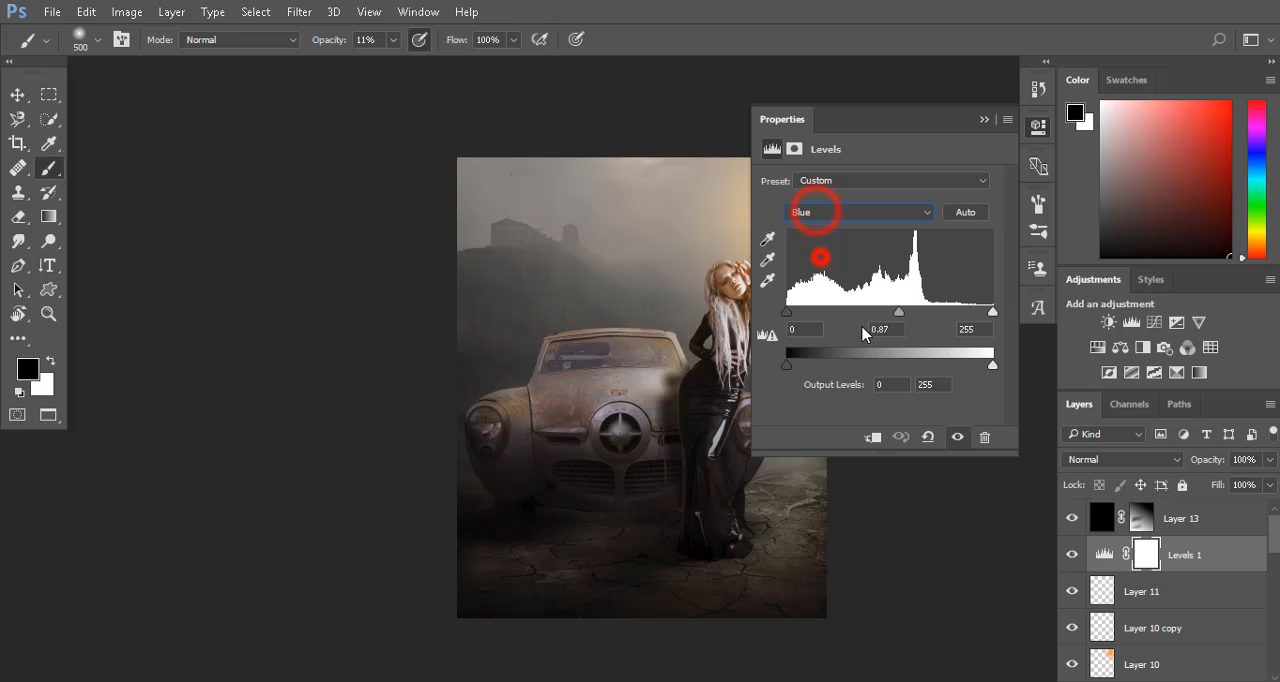 Ps File Edit Image Layer Type Select Filter 3D View Window Help
500 Mode: Normal Opacity: 11% Flow: 100%
Color Swatches
Properties
Levels
Preset: Custom
Blue Auto
0 0.87 255
Output Levels: 0 255
Adjustments Styles
Add an adjustment
Layers Channels Paths
Kind
Normal Opacity: 100%
Lock: Fill: 100%
Layer 13
Levels 1
Layer 11
Layer 10 copy
Layer 10